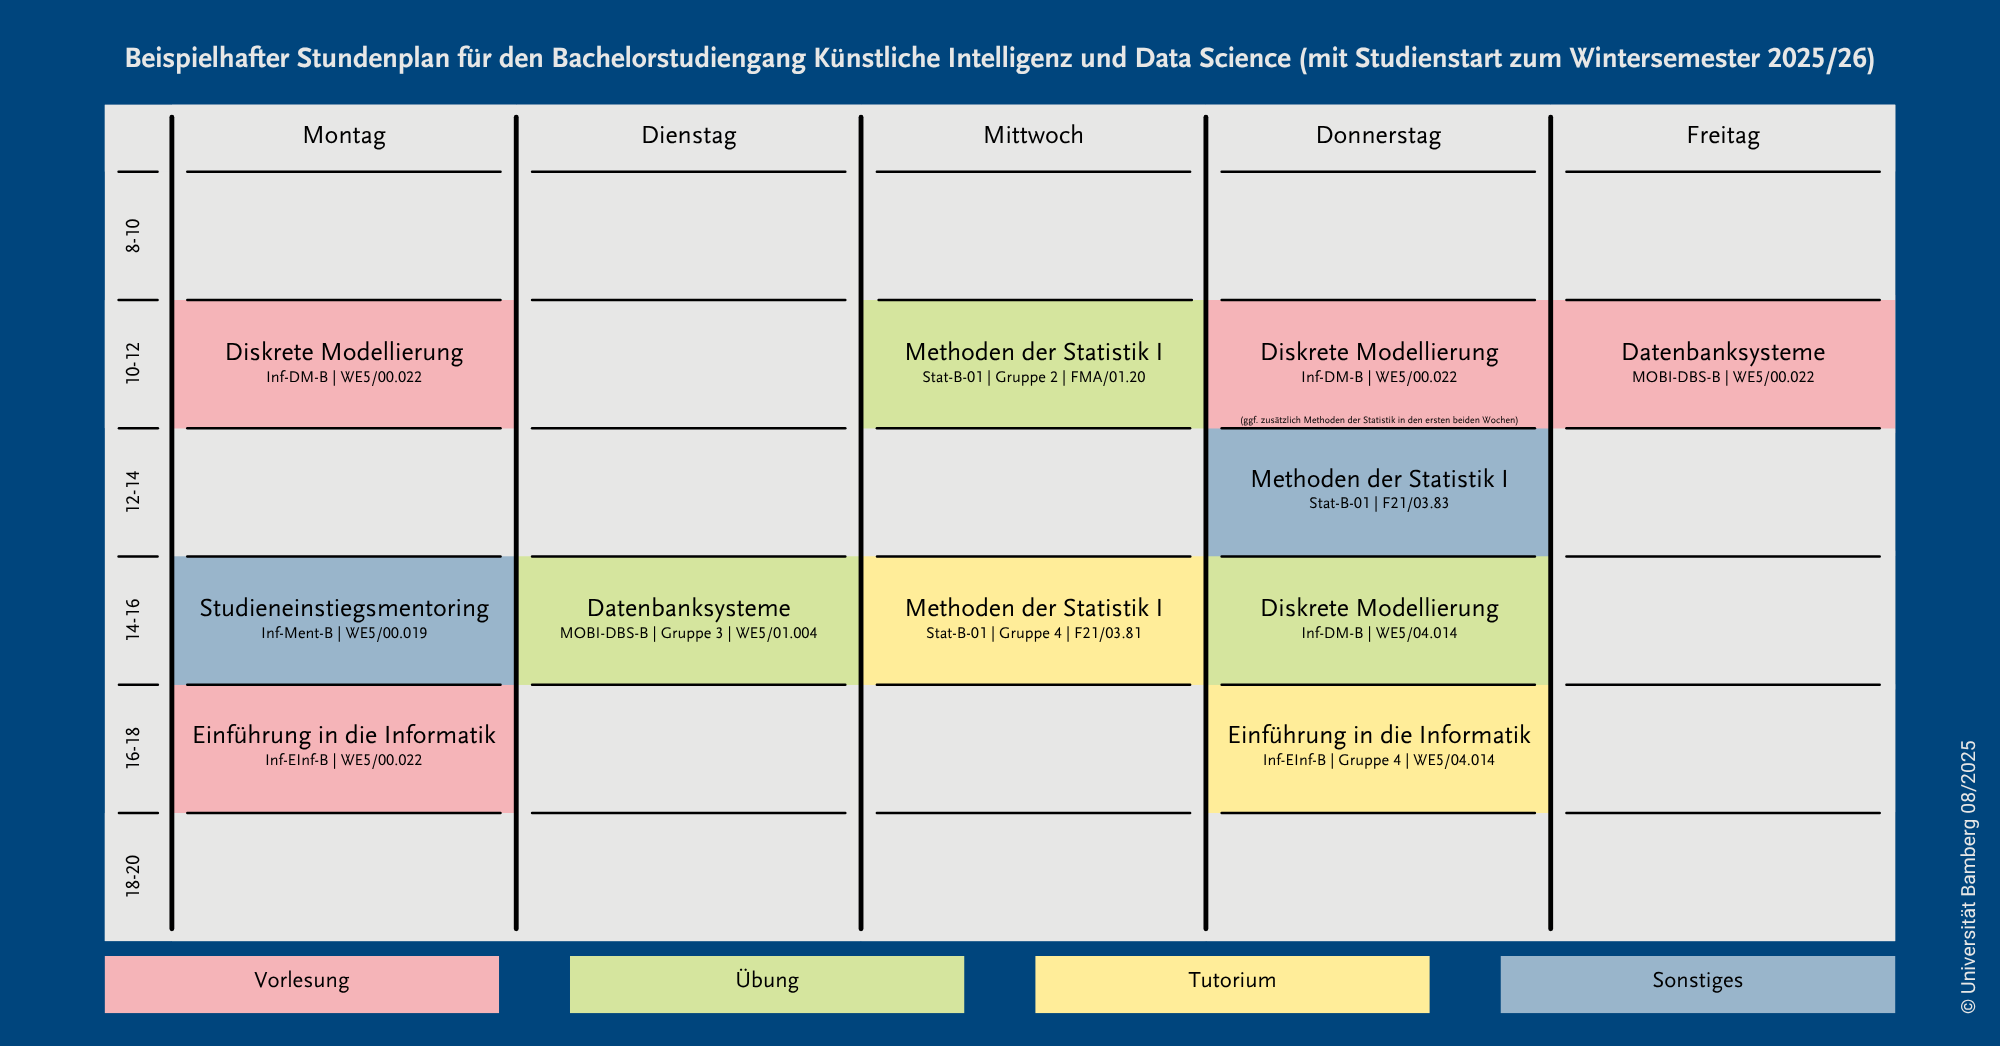 Beispielhafter Stundenplan für den Bachelorstudiengang Künstliche Intelligenz und Data Science (mit Studienstart zum Wintersemester 2025/26)
Montag
Dienstag
Mittwoch
Donnerstag
Freitag
8-10
10-12
Diskrete Modellierung
Inf-DM-B | WE5/00.022
Methoden der Statistik I
Stat-B-01 | Gruppe 2 | FMA/01.20
Diskrete Modellierung
Inf-DM-B | WE5/00.022
(ggf. zusätzlich Methoden der Statistik in den ersten beiden Wochen)
Datenbanksysteme
MOBI-DBS-B | WE5/00.022
12-14
Methoden der Statistik I
Stat-B-01 | F21/03.83
14-16
Studieneinstiegsmentoring
Inf-Ment-B | WE5/00.019
Datenbanksysteme
MOBI-DBS-B | Gruppe 3 | WE5/01.004
Methoden der Statistik I
Stat-B-01 | Gruppe 4 | F21/03.81
Diskrete Modellierung
Inf-DM-B | WE5/04.014
16-18
Einführung in die Informatik
Inf-EInf-B | WE5/00.022
Einführung in die Informatik
Inf-EInf-B | Gruppe 4 | WE5/04.014
18-20
Vorlesung
Übung
Tutorium
Sonstiges
© Universität Bamberg 08/2025